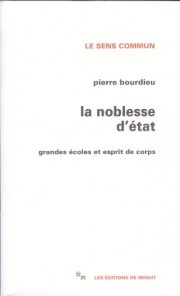 LE SENS COMMUN
pierre bourdieu
la noblesse
d'état
grandes écoles et esprit de corps
LES ÉDITIONS DE MINUIT